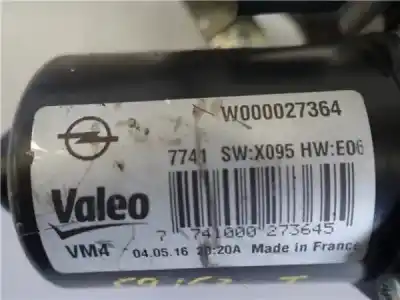 W000027364
7741 SW:X095 HW:E06
Valeo
7 741000 273645
VM4 04.05.16 20:20A Made in France